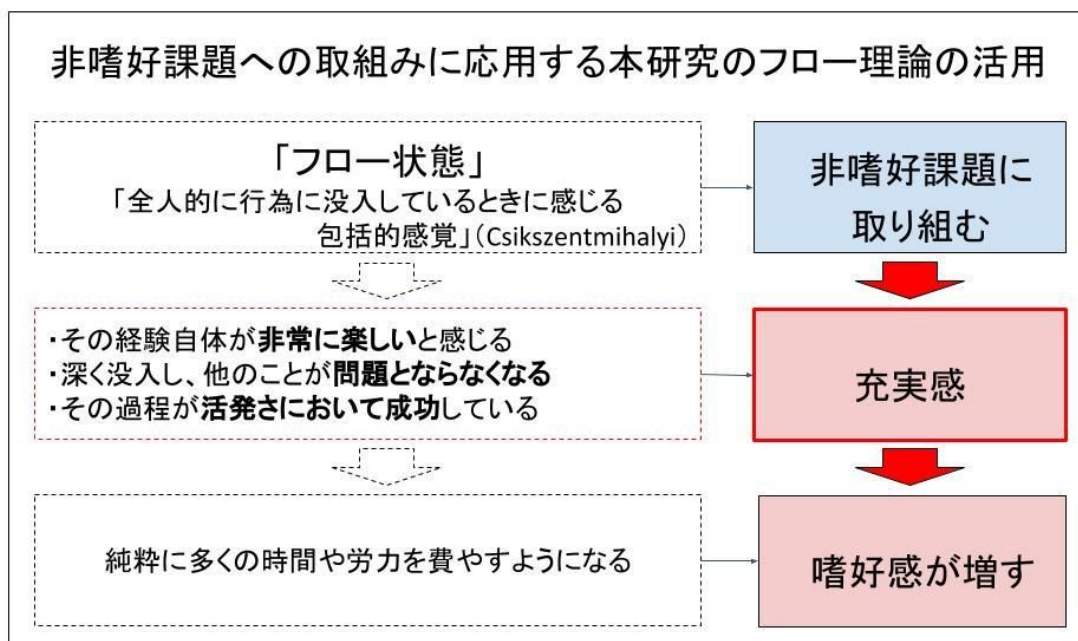 非嗜好課題への取組みに応用する本研究のフロー理論の活用
「フロー状態」
「全人的に行為に没入しているときに感じる
包括的感覚」（Csikszentmihalyi）
非嗜好課題に
取り組む
・その経験自体が非常に楽しいと感じる
・深く没入し、他のことが問題とならなくなる
・その過程が活発さにおいて成功している
充実感
純粋に多くの時間や労力を費やすようになる
嗜好感が増す